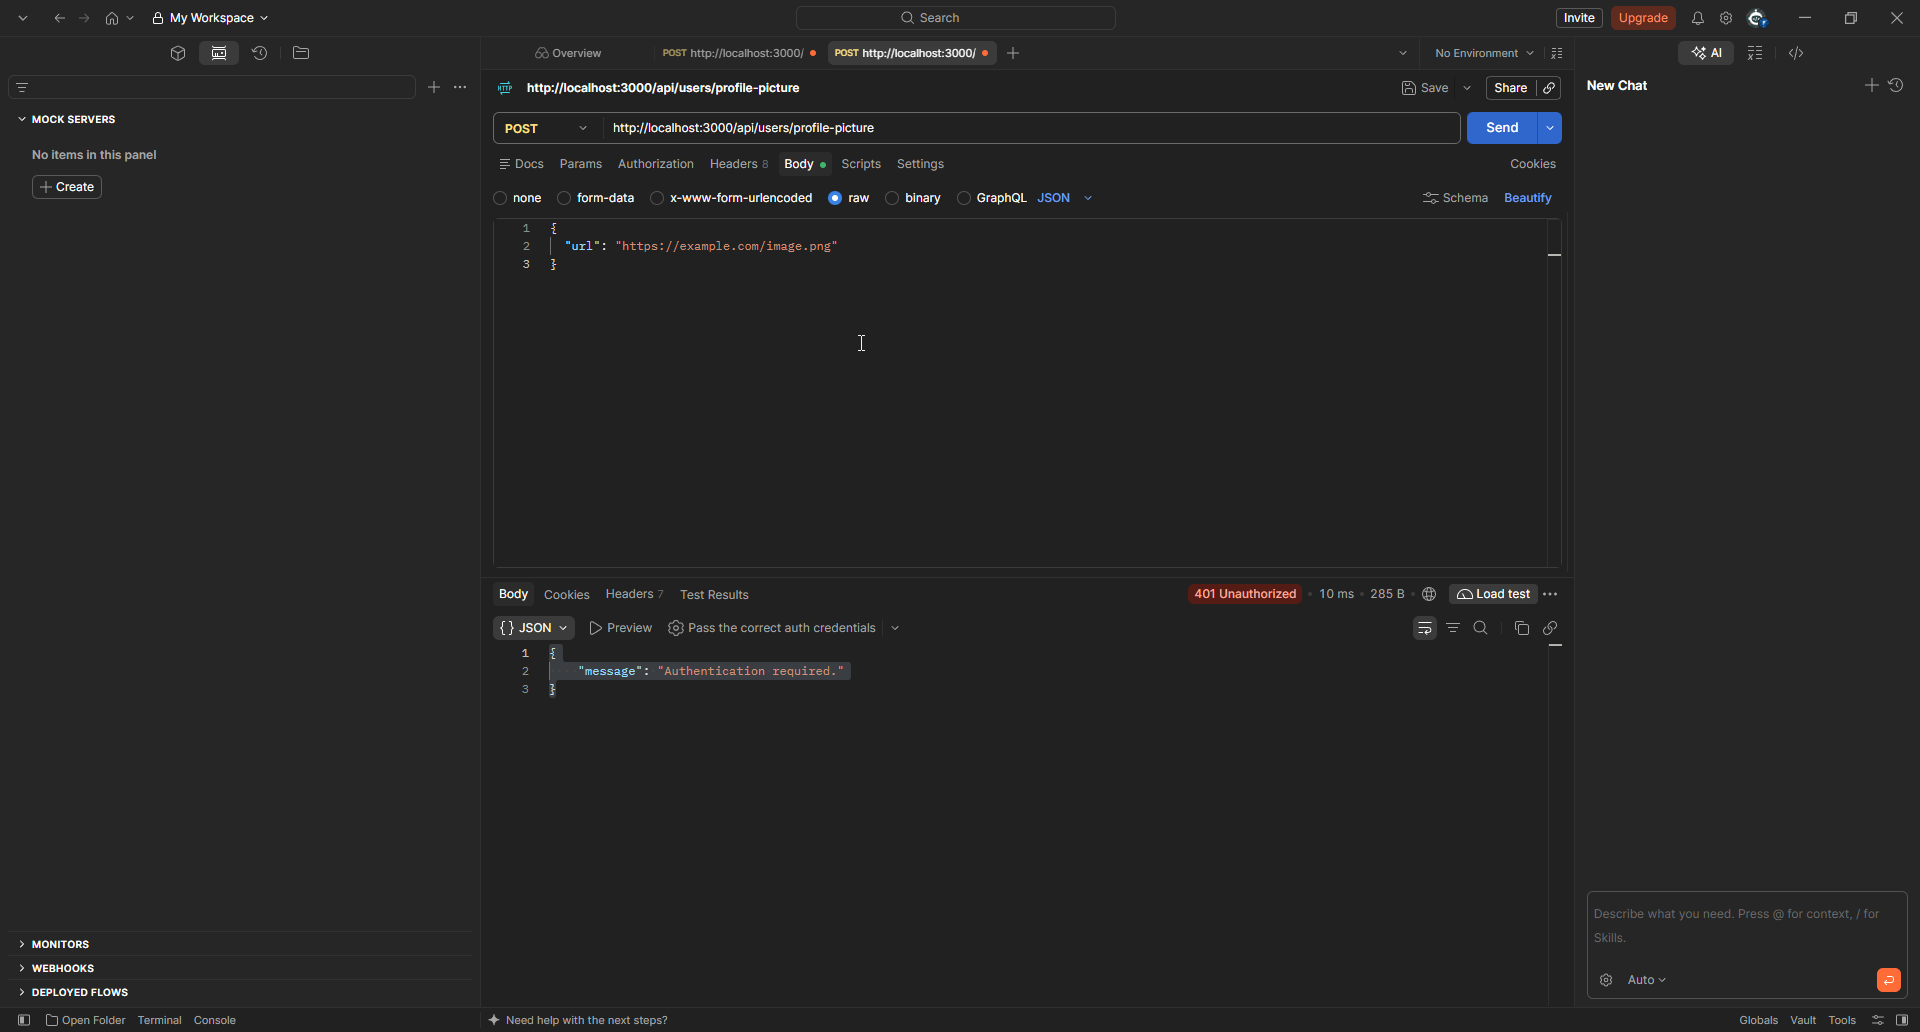 My Workspace
Search
Invite
Upgrade
Overview
POST http://localhost:3000/
POST http://localhost:3000/
No Environment
AI
HTTP http://localhost:3000/api/users/profile-picture
Save
Share
New Chat
MOCK SERVERS
No items in this panel
Create
POST
http://localhost:3000/api/users/profile-picture
Send
Docs
Params
Authorization
Headers 8
Body
Scripts
Settings
Cookies
none
form-data
x-www-form-urlencoded
raw
binary
GraphQL
JSON
Schema
Beautify
1 {
2 "url": "https://example.com/image.png"
3 }
Body
Cookies
Headers 7
Test Results
401 Unauthorized
10 ms
285 B
Load test
{} JSON
Preview
Pass the correct auth credentials
1 {
2 "message": "Authentication required."
3 }
Describe what you need. Press @ for context, / for
Skills.
Auto
MONITORS
WEBHOOKS
DEPLOYED FLOWS
Open Folder
Terminal
Console
Need help with the next steps?
Globals
Vault
Tools